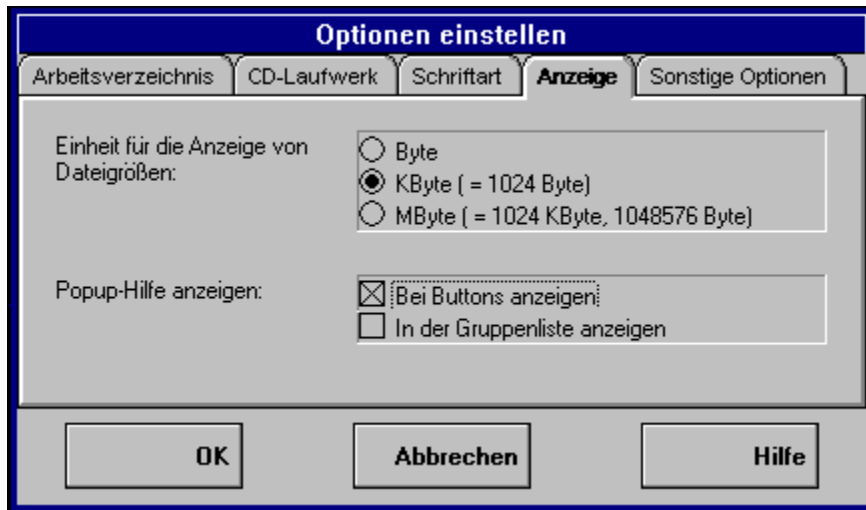 Optionen einstellen
Arbeitsverzeichnis CD-Laufwerk Schriftart Anzeige Sonstige Optionen
Einheit für die Anzeige von
Dateigrößen:
Byte
KByte ( = 1024 Byte)
MByte ( = 1024 KByte, 1048576 Byte)
Popup-Hilfe anzeigen:
Bei Buttons anzeigen
In der Gruppenliste anzeigen
OK Abbrechen Hilfe